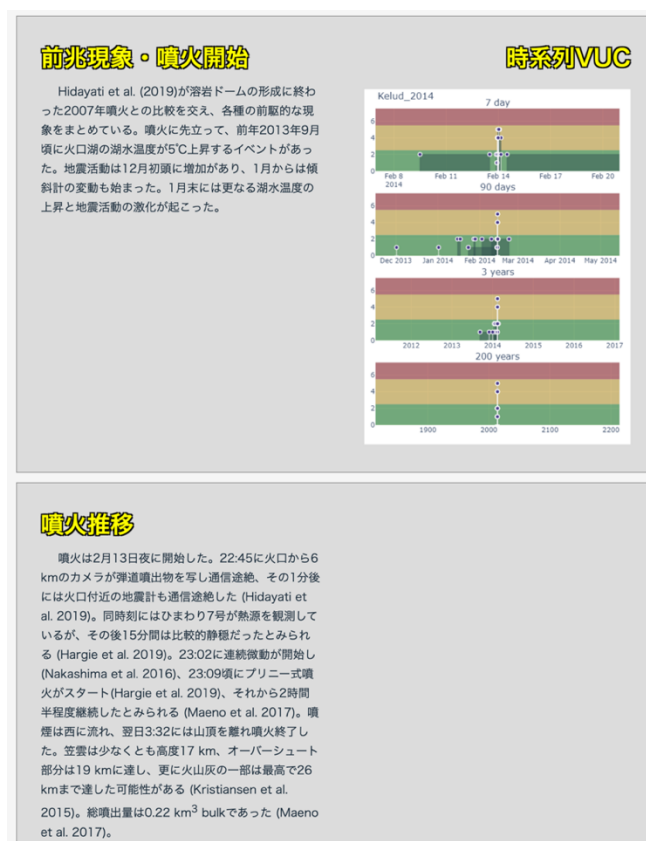 前兆現象・噴火開始
時系列VUC
Hidayati et al. (2019)が溶岩ドームの形成に終わ
った2007年噴火との比較を交え、各種の前駆的な現
象をまとめている。噴火に先立って、前年2013年9月
頃に火口湖の湖水温度が5℃上昇するイベントがあっ
た。地震活動は12月初頭に増加があり、1月からは傾
斜計の変動も始まった。1月末には更なる湖水温度の
上昇と地震活動の激化が起こった。
Kelud_2014
7 day
6
4
2
0
Feb 8
2014
Feb 11
Feb 14
Feb 17
Feb 20
90 days
6
4
2
0
Dec 2013
Jan 2014
Feb 2014
Mar 2014
Apr 2014
May 2014
3 years
6
4
2
0
2012
2013
2014
2015
2016
2017
200 years
6
4
2
0
1900
2000
2100
2200
噴火推移
噴火は2月13日夜に開始した。22:45に火口から6
kmのカメラが弾道噴出物を写し通信途絶、その1分後
には火口付近の地震計も通信途絶した (Hidayati et
al. 2019)。同時刻にはひまわり7号が熱源を観測して
いるが、その後15分間は比較的静穏だったとみられ
る (Hargie et al. 2019)。23:02に連続微動が開始し
(Nakashima et al. 2016)、23:09頃にプリニー式噴
火がスタート(Hargie et al. 2019)、それから2時間
半程度継続したとみられる (Maeno et al. 2017)。噴
煙は西に流れ、翌日3:32には山頂を離れ噴火終了し
た。笠雲は少なくとも高度17 km、オーバーシュート
部分は19 kmに達し、更に火山灰の一部は最高で26
kmまで達した可能性がある (Kristiansen et al.
2015)。総噴出量は0.22 km³ bulkであった (Maeno
et al. 2017)。